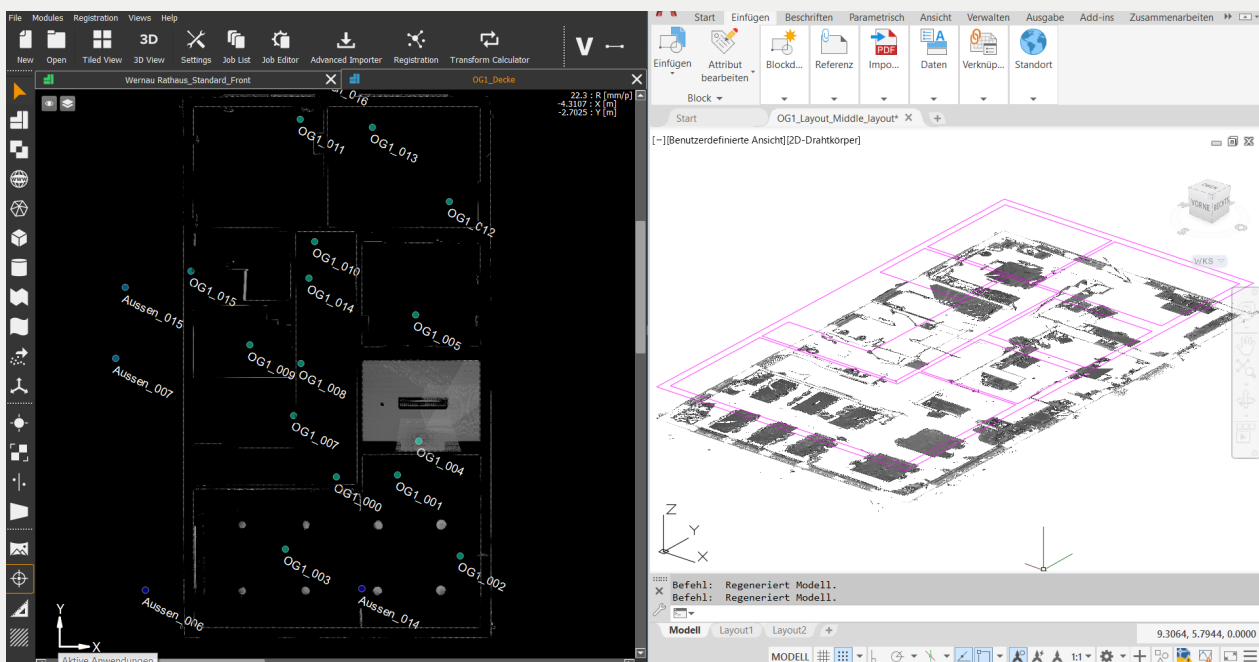 File Modules Registration Views Help
New Open Tiled View 3D View Settings Job List Job Editor Advanced Importer Registration Transform Calculator
3D
V
Wernau Rathaus_Standard_Front
OG1_Decke
22.3 : R [mm/p]
-4.3107 : X [m]
-2.7025 : Y [m]
OG1_011
OG1_013
OG1_012
OG1_010
OG1_015
OG1_014
Aussen_015
OG1_005
OG1_009
OG1_008
Aussen_007
OG1_007
OG1_004
OG1_000
OG1_001
OG1_003
OG1_002
Aussen_006
Aussen_014
Y
X
Aktive Anwendungen
Start Einfügen Beschriften Parametrisch Ansicht Verwalten Ausgabe Add-ins Zusammenarbeiten
PDF
Einfügen Attribut bearbeiten Blockd... Referenz Impo... Daten Verknüp... Standort
Block
Start OG1_Layout_Middle_layout*
[−][Benutzerdefinierte Ansicht][2D-Drahtkörper]
VORNE RECHTS
WKS
Z
Y
X
Befehl: Regeneriert Modell.
Befehl: Regeneriert Modell.
Modell Layout1 Layout2
9.3064, 5.7944, 0.0000
MODELL
1:1